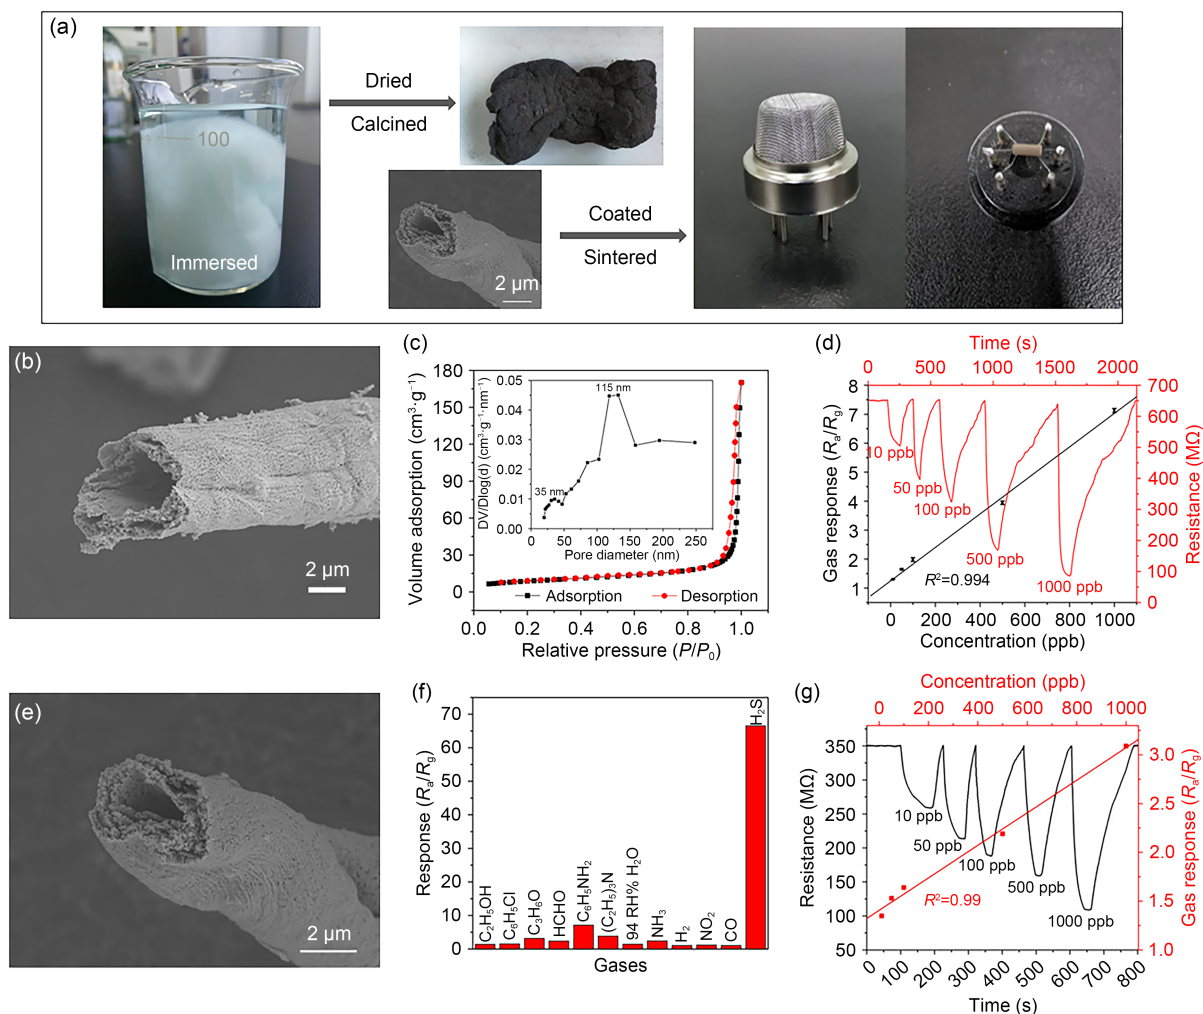 (a)
100
Immersed
Dried
Calcined
2 μm
Coated
Sintered
(b)
2 μm
(c)
Volume adsorption (cm³·g⁻¹)
180
150
120
90
60
30
0
0.0 0.2 0.4 0.6 0.8 1.0
Relative pressure (P/P₀)
Adsorption
Desorption
DV/Dlog(d) (cm³·g⁻¹·nm⁻¹)
0.05
0.04
0.03
0.02
0.01
0.00
0 50 100 150 200 250
Pore diameter (nm)
35 nm
115 nm
(d)
Time (s)
0 500 1000 1500 2000
Gas response (Rₐ/R_g)
8
7
6
5
4
3
2
1
Resistance (MΩ)
700
600
500
400
300
200
100
0
10 ppb
50 ppb
100 ppb
500 ppb
1000 ppb
R²=0.994
0 200 400 600 800 1000
Concentration (ppb)
(e)
2 μm
(f)
Response (Rₐ/R_g)
75
60
45
30
15
0
70
60
50
40
30
20
10
0
C₂H₅OH
C₆H₅Cl
C₃H₆O
HCHO
C₆H₅NH₂
(C₂H₅)₃N
94 RH% H₂O
NH₃
H₂
NO₂
CO
H₂S
Gases
(g)
Concentration (ppb)
0 200 400 600 800 1000
Resistance (MΩ)
350
300
250
200
150
100
50
Gas response (Rₐ/R_g)
3.0
2.5
2.2
1.5
1.0
10 ppb
50 ppb
100 ppb
500 ppb
1000 ppb
R²=0.99
0 100 200 300 400 500 600 700 800
Time (s)